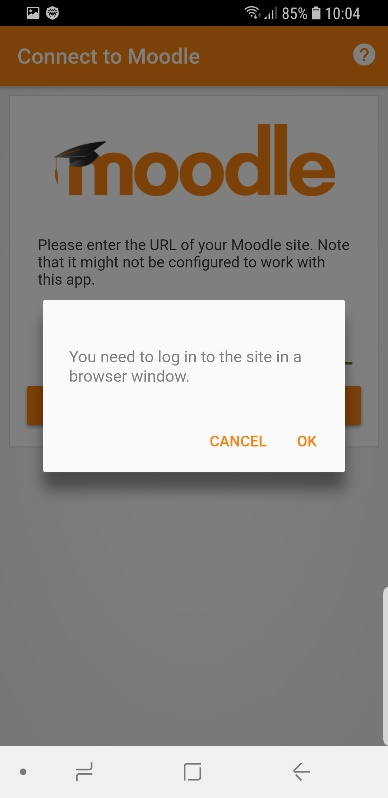 85% 10:04
Connect to Moodle
?
moodle
Please enter the URL of your Moodle site. Note
that it might not be configured to work with
this app.
You need to log in to the site in a
browser window.
CANCEL OK